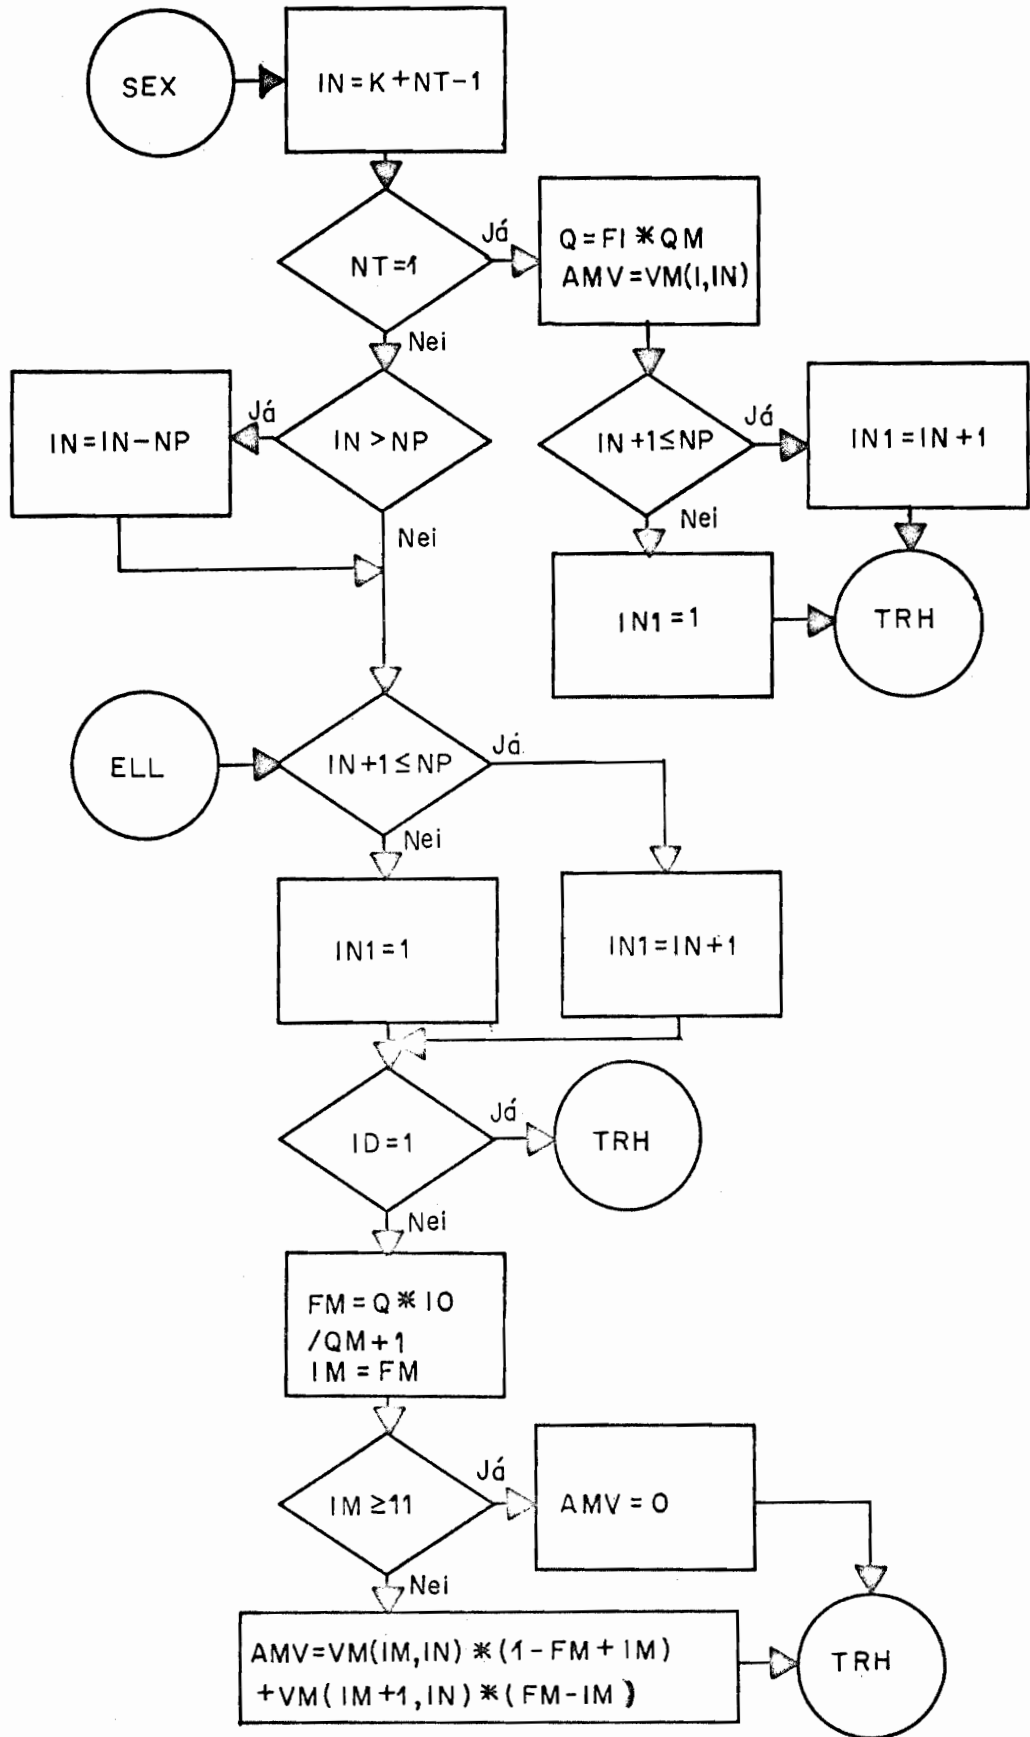 SEX
IN=K+NT-1
NT=1
Já
Q=FI*QM
AMV=VM(I,IN)
Nei
IN=IN-NP
Já
IN>NP
IN+1≤NP
Já
IN1=IN+1
Nei
Nei
IN1=1
TRH
ELL
IN+1≤NP
Já
Nei
IN1=1
IN1=IN+1
ID=1
Já
TRH
Nei
FM=Q*10
/QM+1
IM=FM
IM≥11
Já
AMV=0
Nei
AMV=VM(IM,IN)*(1-FM+IM)
+VM(IM+1,IN)*(FM-IM)
TRH